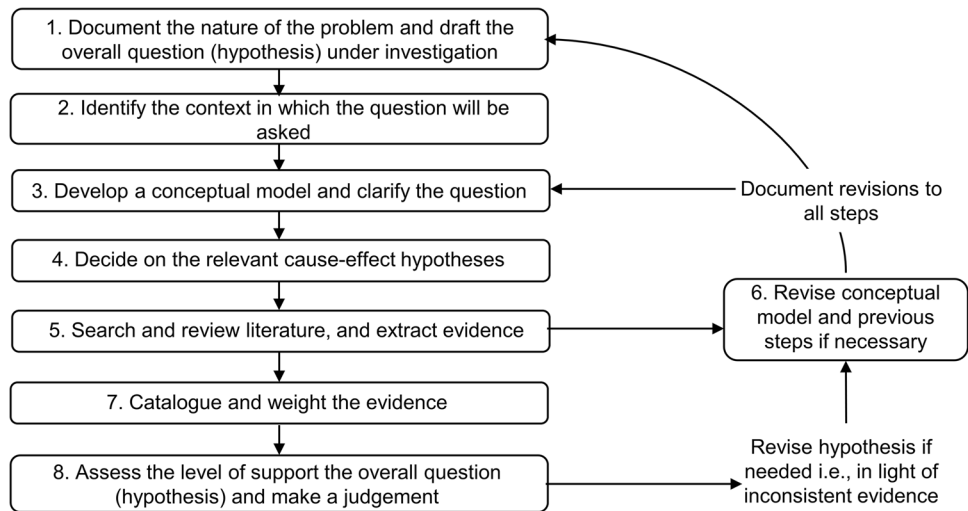 1. Document the nature of the problem and draft the
overall question (hypothesis) under investigation
2. Identify the context in which the question will be
asked
3. Develop a conceptual model and clarify the question
Document revisions to
all steps
4. Decide on the relevant cause-effect hypotheses
5. Search and review literature, and extract evidence
6. Revise conceptual
model and previous
steps if necessary
7. Catalogue and weight the evidence
8. Assess the level of support the overall question
(hypothesis) and make a judgement
Revise hypothesis if
needed i.e., in light of
inconsistent evidence